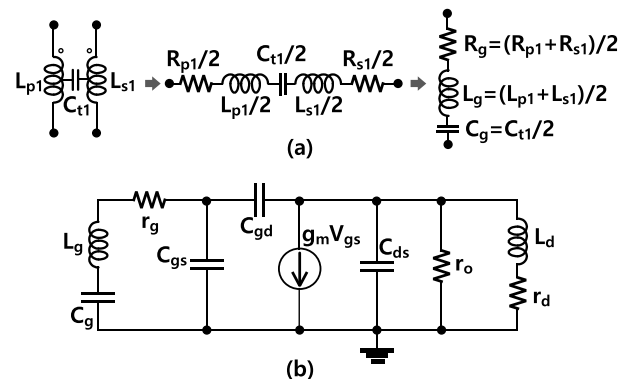 Lp1
Ct1
Ls1
Rp1/2
Ct1/2
Rs1/2
Lp1/2
Ls1/2
Rg=(Rp1+Rs1)/2
Lg=(Lp1+Ls1)/2
Cg=Ct1/2
(a)
Lg
rg
Cgs
Cgd
gmVgs
Cds
ro
Ld
rd
Cg
(b)